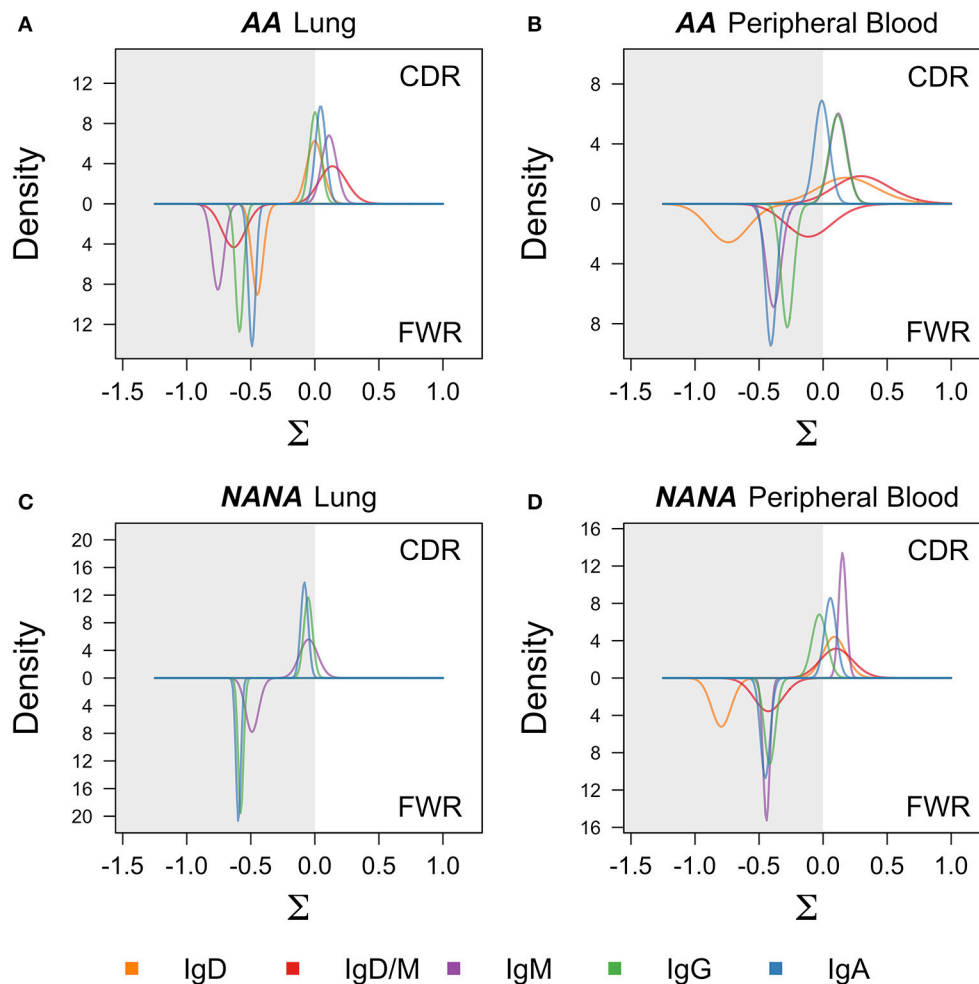 A AA Lung
12
8
4
0
4
8
12
Density
CDR
FWR
-1.5 -1.0 -0.5 0.0 0.5 1.0
Σ
B AA Peripheral Blood
8
4
0
4
8
Density
CDR
FWR
-1.5 -1.0 -0.5 0.0 0.5 1.0
Σ
C NANA Lung
20
16
12
8
4
0
4
8
12
16
20
Density
CDR
FWR
-1.5 -1.0 -0.5 0.0 0.5 1.0
Σ
D NANA Peripheral Blood
16
12
8
4
0
4
8
12
16
Density
CDR
FWR
-1.5 -1.0 -0.5 0.0 0.5 1.0
Σ
IgD IgD/M IgM IgG IgA